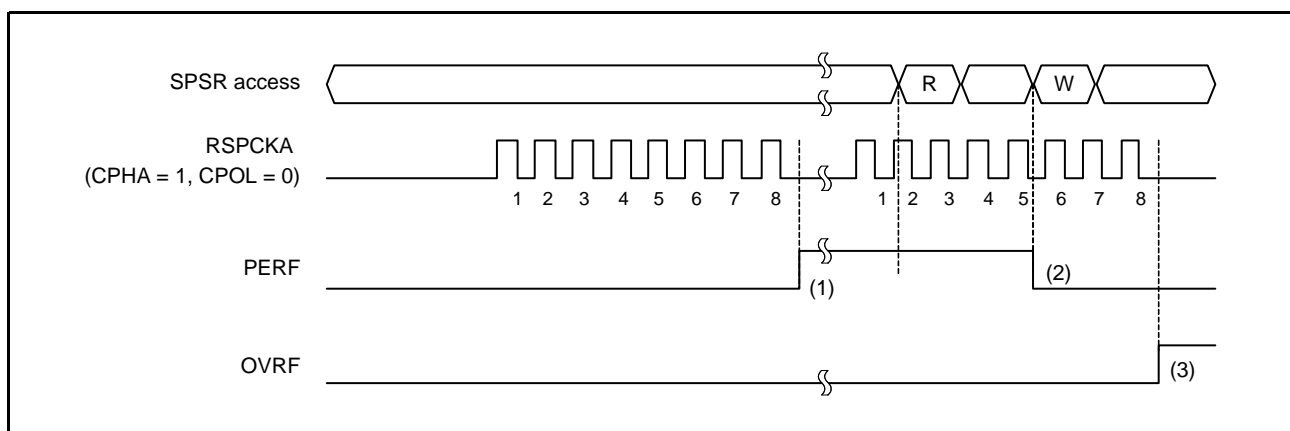 SPSR access
R
W
RSPCKA
(CPHA = 1, CPOL = 0)
1 2 3 4 5 6 7 8 1 2 3 4 5 6 7 8
PERF
(1)
(2)
OVRF
(3)